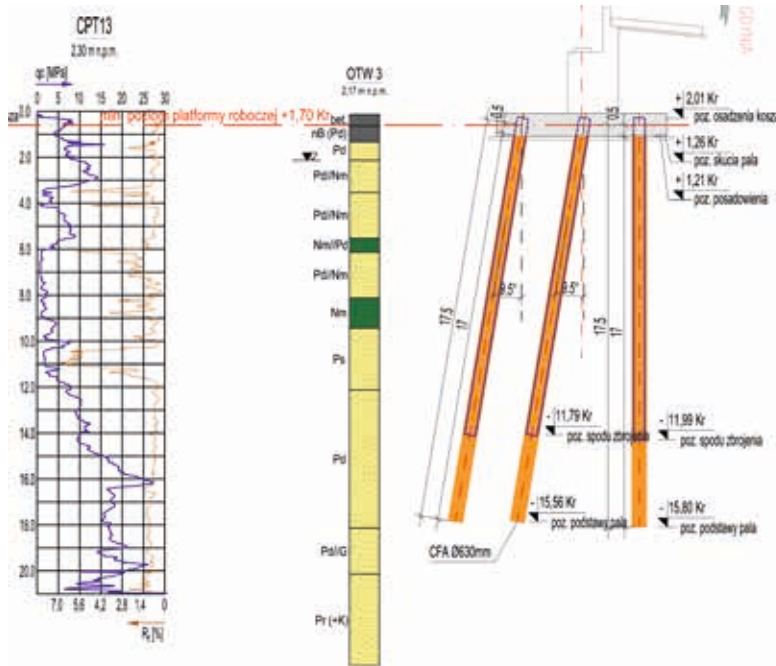 CPT13
2,30 m n.p.m.
qc [MPa]
0 5 10 15 20 25 30
0.0
2.0
4.0
6.0
8.0
10.0
12.0
14.0
16.0
18.0
20.0
7,0 5,6 4,2 2,8 1,4 0
min. poziom platformy roboczej +1,70 Kr
OTW 3
2,17 m n.p.m.
bet.
nB (Pd)
Pd
Pd/Nm
Pd/Nm
Nm//Pd
Pd/Nm
Nm
Ps
Pd
Pd//G
Pr (+K)
GDYNIA
0,5
0,5
+ 2,01 Kr
poz. osadzenia kosza
+ 1,26 Kr
poz. skucia pala
+ 1,21 Kr
poz. posadowienia
9.5°
9.5°
17,5
17
17,5
17
- 11,79 Kr
poz. spodu zbrojenia
- 11,99 Kr
poz. spodu zbrojenia
- 15,56 Kr
poz. podstawy pala
- 15,80 Kr
poz. podstawy pala
CFA Ø630mm